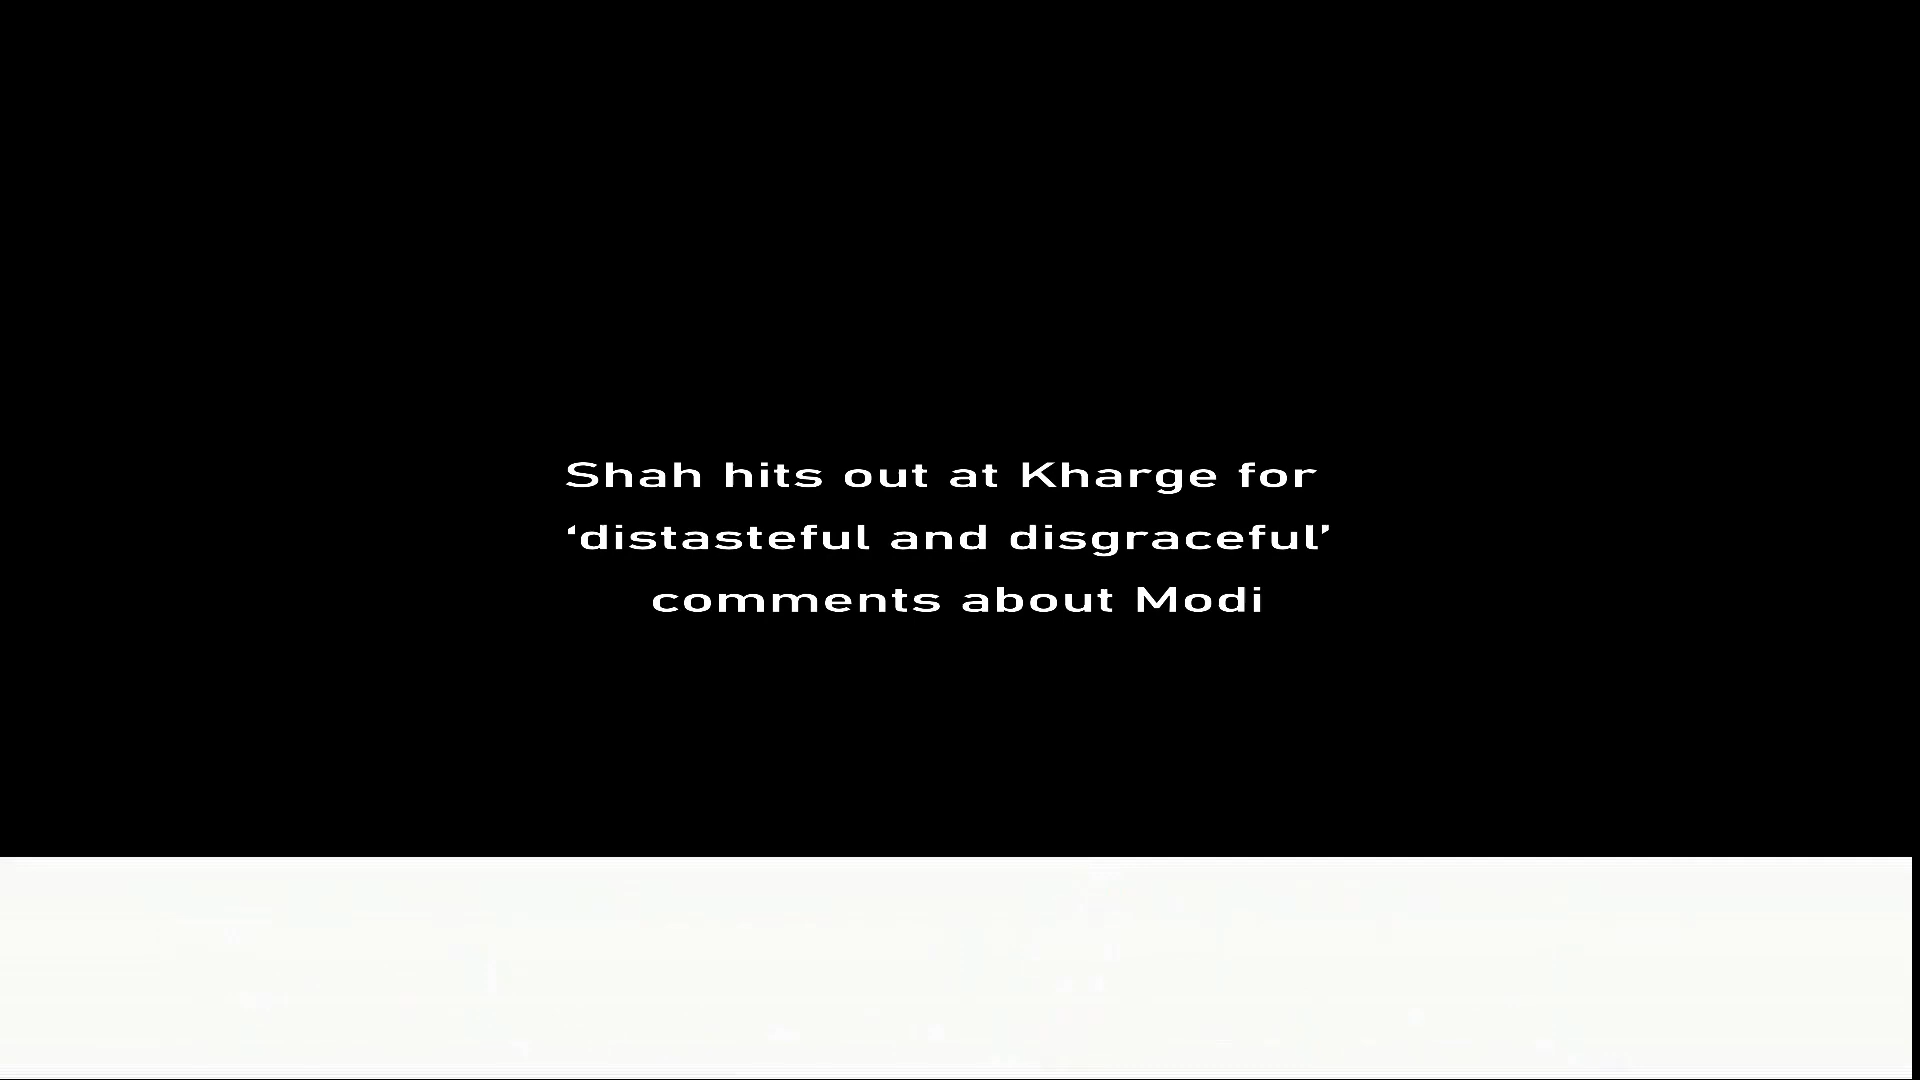 Shah hits out at Kharge for
‘distasteful and disgraceful’
comments about Modi